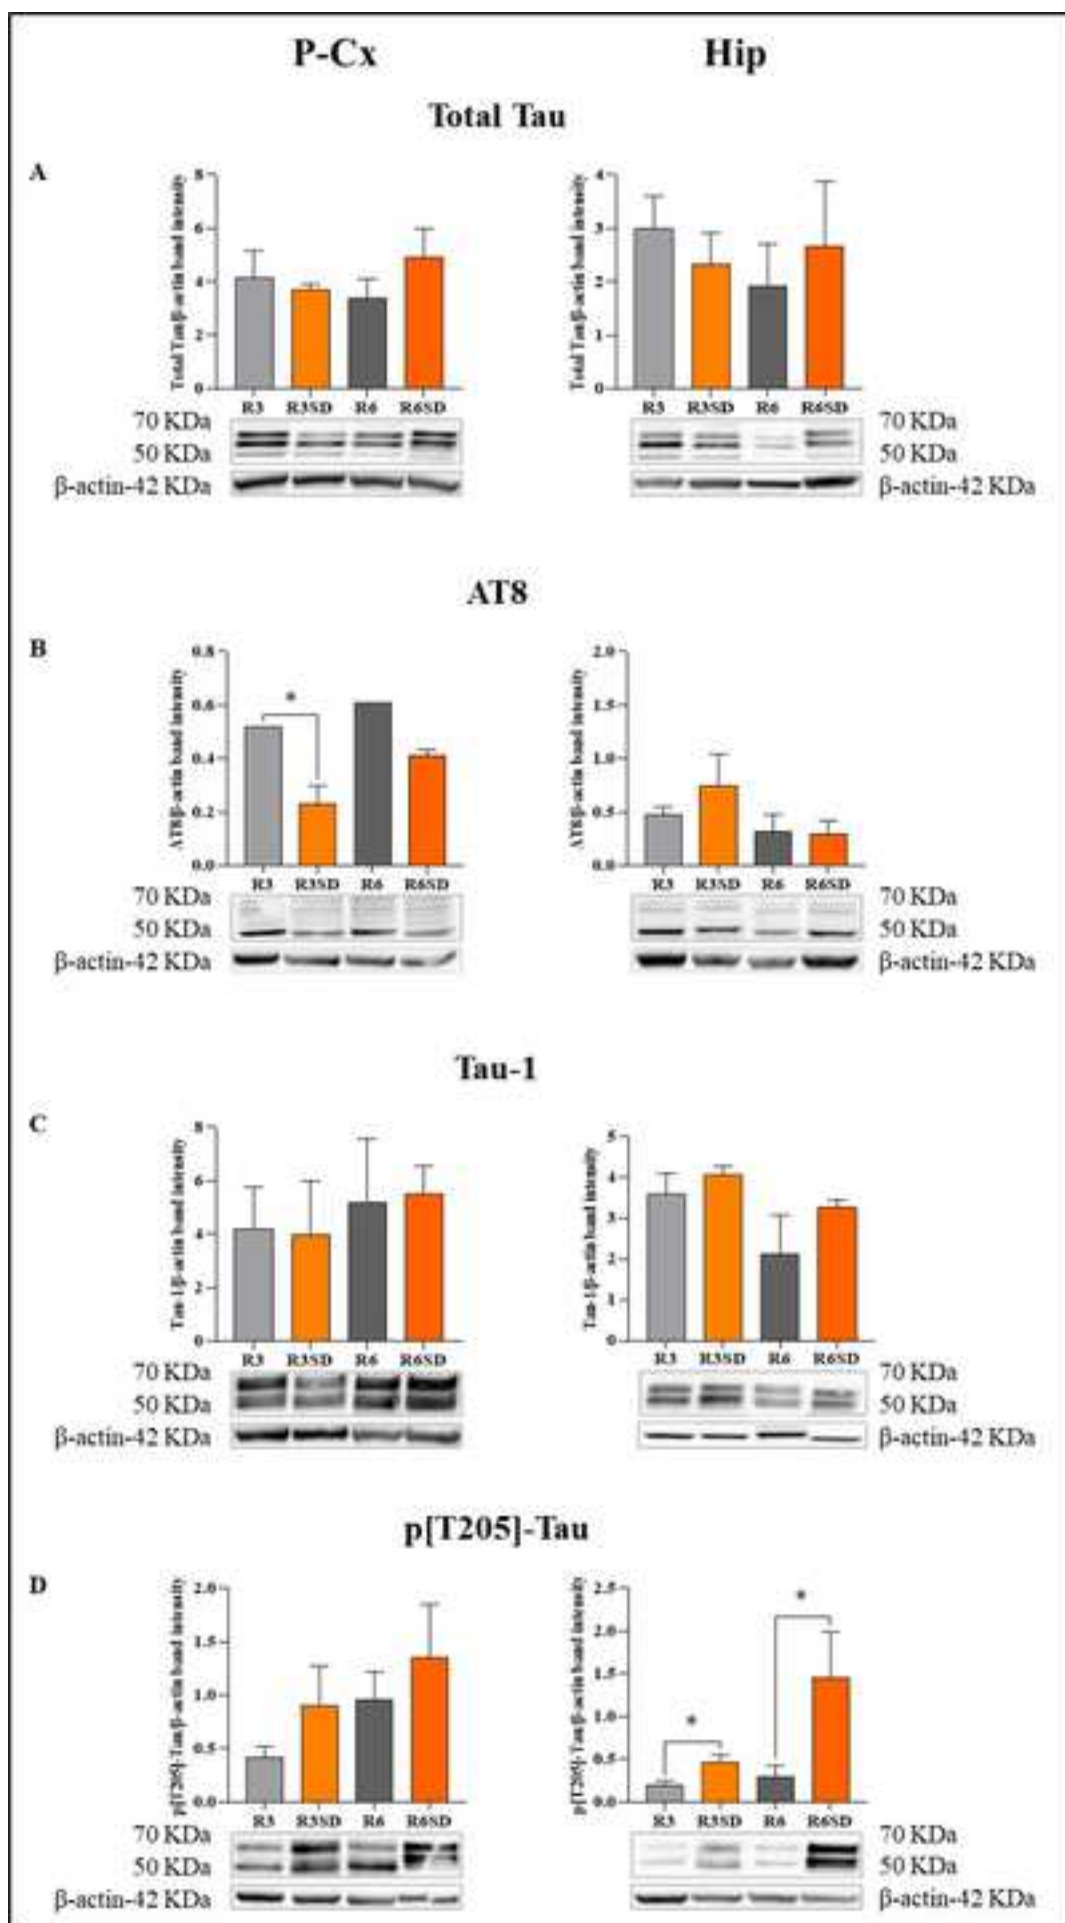 P-Cx Hip
Total Tau
A
Total Tau/β-actin band intensity
8
6
4
2
0
R3 R3SD R6 R6SD
70 KDa
50 KDa
β-actin-42 KDa
Total Tau/β-actin band intensity
4
3
2
1
0
R3 R3SD R6 R6SD
70 KDa
50 KDa
β-actin-42 KDa
AT8
B
AT8/β-actin band intensity
0.8
0.6
0.4
0.2
0.0
*
R3 R3SD R6 R6SD
70 KDa
50 KDa
β-actin-42 KDa
AT8/β-actin band intensity
2.0
1.5
1.0
0.5
0.0
R3 R3SD R6 R6SD
70 KDa
50 KDa
β-actin-42 KDa
Tau-1
C
Tau-1/β-actin band intensity
8
6
4
2
0
R3 R3SD R6 R6SD
70 KDa
50 KDa
β-actin-42 KDa
Tau-1/β-actin band intensity
5
4
3
2
1
0
R3 R3SD R6 R6SD
70 KDa
50 KDa
β-actin-42 KDa
p[T205]-Tau
D
p[T205]-Tau/β-actin band intensity
2.0
1.5
1.0
0.5
0.0
R3 R3SD R6 R6SD
70 KDa
50 KDa
β-actin-42 KDa
p[T205]-Tau/β-actin band intensity
2.5
2.0
1.5
1.0
0.5
0.0
*
*
R3 R3SD R6 R6SD
70 KDa
50 KDa
β-actin-42 KDa